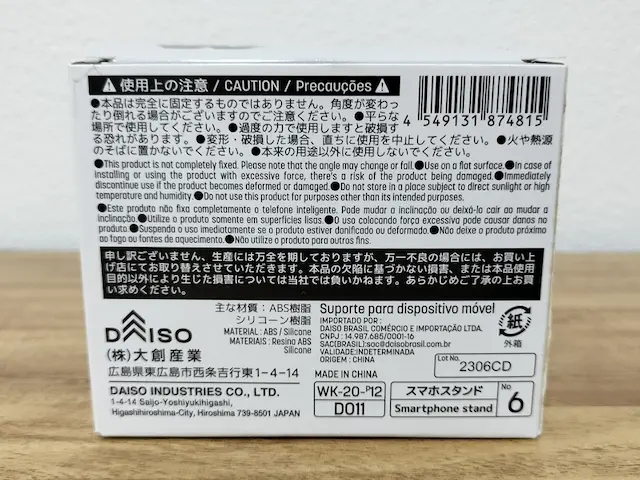 使用上の注意 / CAUTION / Precauções
●本品は完全に固定するものではありません。角度が変わっ
たり倒れる場合がございますのでご注意ください。●平らな
場所で使用してください。●過度の力で使用しますと破損す
る恐れがあります。●変形・破損した場合、直ちに使用を中止してください。●火や熱源
のそばに置かないでください。●本来の用途以外に使用しないでください。
4 549131 874815
●This product is not completely fixed. Please note that the angle may change or fall.●Use on a flat surface.●In case of
installing or using the product with excessive force, there's a risk of the product being damaged.●Immediately
discontinue use if the product becomes deformed or damaged.●Do not store in a place subject to direct sunlight or high
temperature and humidity.●Do not use this product for purposes other than its intended purposes.
●Este produto não fixa completamente o telefone inteligente. Pode mudar a inclinação ou deixá-lo cair ao mudar a
inclinação.●Utilize o produto somente em superfícies lisas.●O uso colocando força excessiva pode causar danos no
produto.●Suspenda o uso imediatamente se o produto estiver danificado ou deformado.●Não deixe o produto próximo
ao fogo ou fontes de aquecimento.●Não utilize o produto para outros fins.
申し訳ございません、生産には万全を期しておりますが、万一不良の場合には、お買い上
げ店にてお取り替えさせていただきます。本品の欠陥に基づかない損害、または本品使用
目的以外により生じた損害については当社では負いかねます。あらかじめご了承の上お買
い求めください。
DAISO
(株)大創産業
広島県東広島市西条吉行東1-4-14
DAISO INDUSTRIES CO., LTD.
1-4-14 Saijo-Yoshiyukihigashi,
Higashihiroshima-City, Hiroshima 739-8501 JAPAN
主な材質：ABS樹脂
シリコーン樹脂
MATERIAL : ABS / Silicone
MATERIAIS : Resina ABS
Silicone
Suporte para dispositivo móvel
IMPORTADO POR :
DAISO BRASIL COMÉRCIO E IMPORTAÇÃO LTDA.
CNPJ : 14.987.685/0001-16
SAC(BRASIL):sac@daisobrasil.com.br
VALIDADE:INDETERMINADA
ORIGEM : CHINA
MADE IN CHINA
紙
外箱
Lot No. 2306CD
WK-20-P12
D011
スマホスタンド
Smartphone stand
No. 6